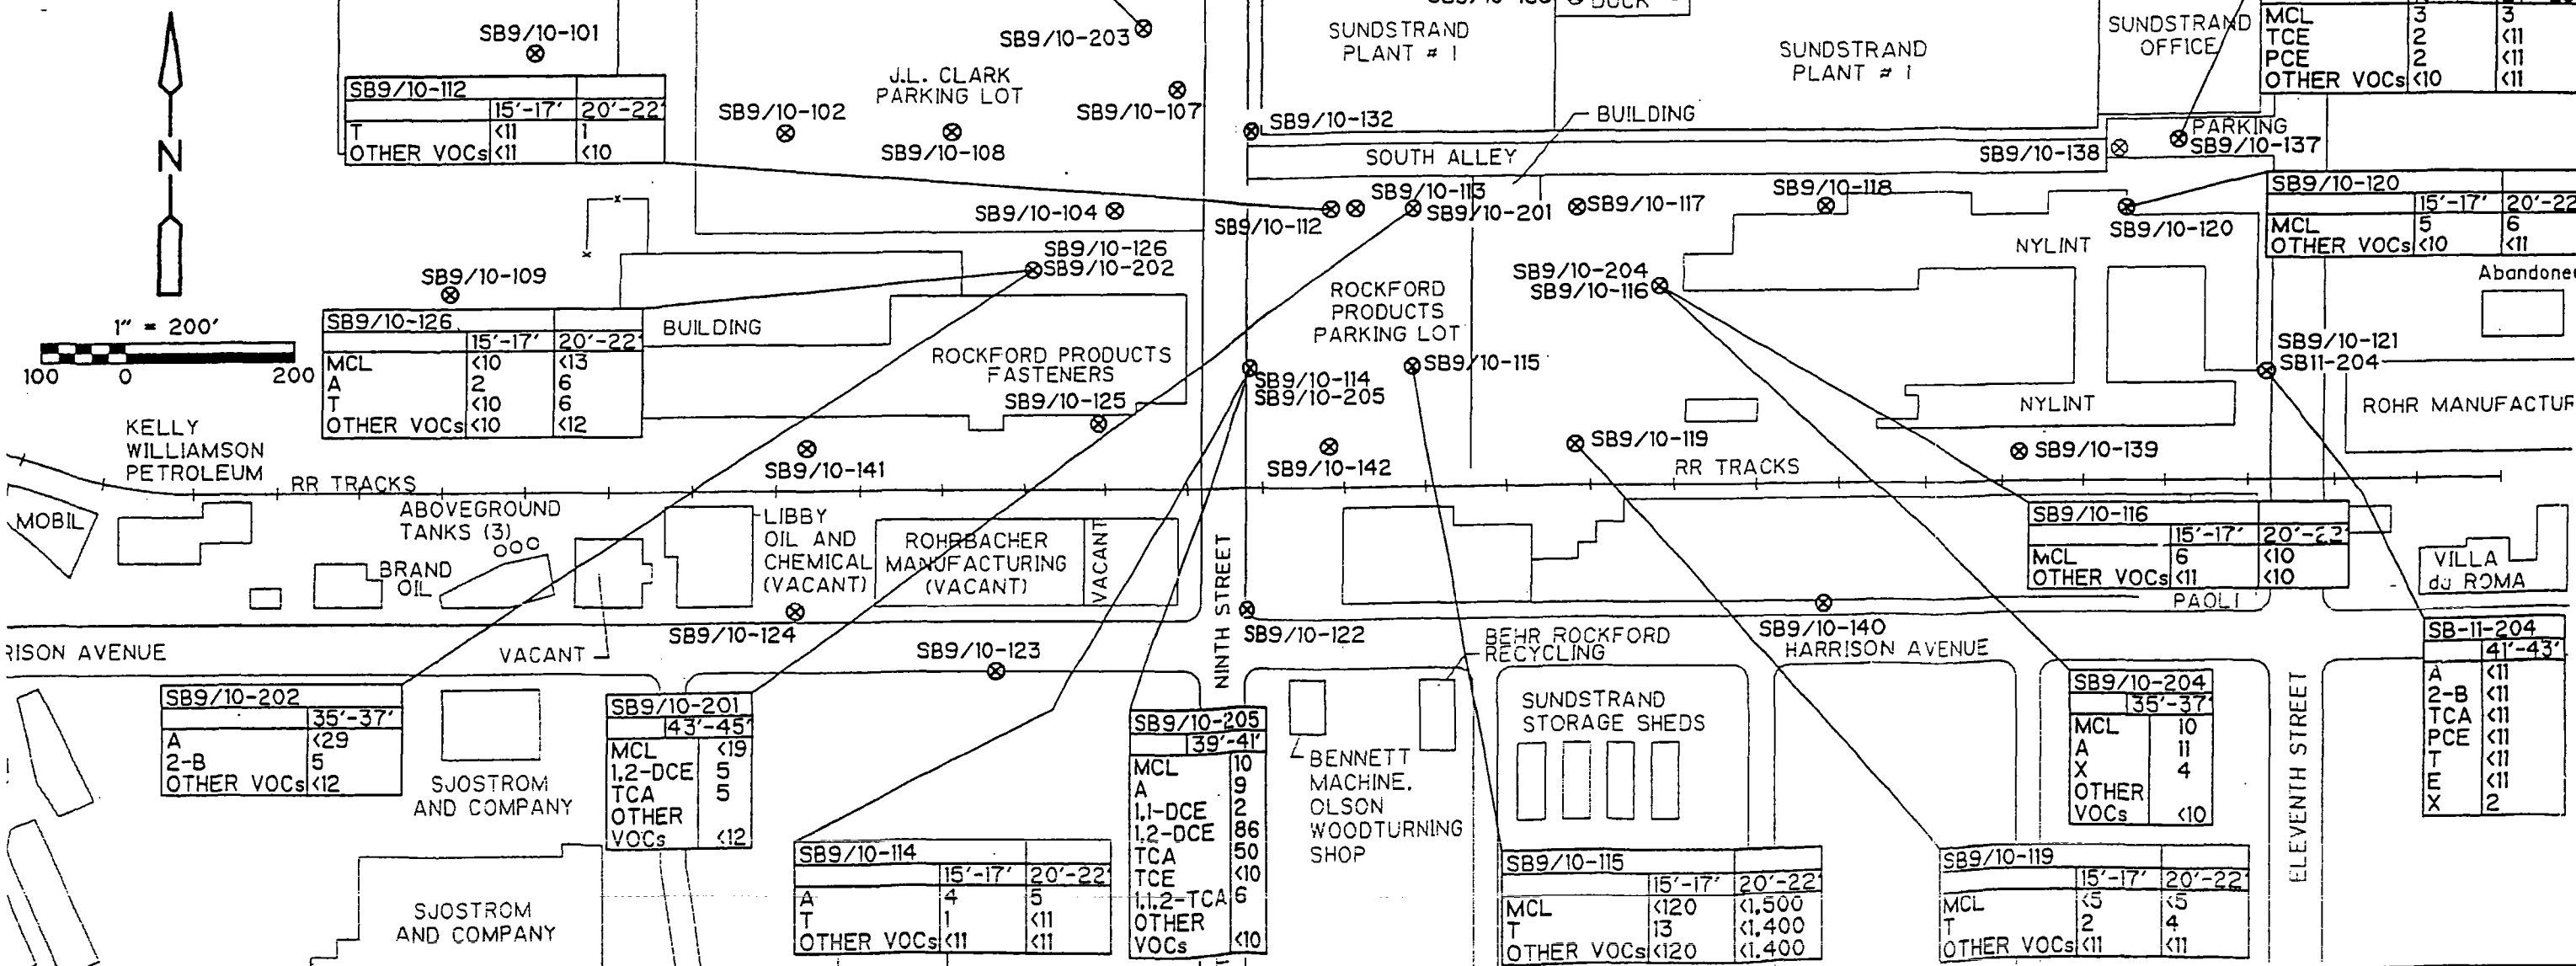 SB9/10-101
SB9/10-203
J.L. CLARK
PARKING LOT
SB9/10-107
SB9/10-102
SB9/10-108
SUNDSTRAND
PLANT # 1
DOCK
SUNDSTRAND
PLANT # 1
SUNDSTRAND
OFFICE
MCL 3 3
TCE 2 <11
PCE 2 <11
OTHER VOCs <10 <11
SB9/10-112
15'-17' 20'-22'
T <11 1
OTHER VOCs <11 <10
N
SB9/10-132
BUILDING
SOUTH ALLEY
PARKING
SB9/10-137
SB9/10-138
SB9/10-104
SB9/10-112
SB9/10-113
SB9/10-201
SB9/10-117
SB9/10-118
SB9/10-120
NYLINT
SB9/10-120
15'-17' 20'-22
MCL 5 6
OTHER VOCs <10 <11
SB9/10-109
SB9/10-126
SB9/10-202
SB9/10-204
SB9/10-116
ROCKFORD
PRODUCTS
PARKING LOT
1" = 200'
100 0 200
SB9/10-126
15'-17' 20'-22'
MCL <10 <13
A 2 6
T <10 6
OTHER VOCs <10 <12
BUILDING
ROCKFORD PRODUCTS
FASTENERS
SB9/10-125
SB9/10-114
SB9/10-205
SB9/10-115
SB9/10-121
SB11-204
NYLINT
ROHR MANUFACTUR
KELLY
WILLIAMSON
PETROLEUM
SB9/10-141
SB9/10-142
SB9/10-119
SB9/10-139
RR TRACKS
RR TRACKS
MOBIL
ABOVEGROUND
TANKS (3)
BRAND
OIL
LIBBY
OIL AND
CHEMICAL
(VACANT)
ROHRBACHER
MANUFACTURING
(VACANT)
VACANT
NINTH STREET
SB9/10-116
15'-17' 20'-22'
MCL 6 <10
OTHER VOCs <11 <10
VILLA
du ROMA
PAOLI
SB9/10-124
SB9/10-123
SB9/10-122
SB9/10-140
RISON AVENUE
VACANT
BEHR ROCKFORD
RECYCLING
HARRISON AVENUE
SB-11-204
41'-43'
A <11
2-B <11
TCA <11
PCE <11
T <11
E <11
X 2
SB9/10-202
35'-37'
A <29
2-B 5
OTHER VOCs <12
SJOSTROM
AND COMPANY
SB9/10-201
43'-45'
MCL <19
1,2-DCE 5
TCA 5
OTHER
VOCs <12
SB9/10-205
39'-41'
MCL 10
A 9
1,1-DCE 2
1,2-DCE 86
TCA 50
TCE <10
1,1,2-TCA 6
OTHER
VOCs <10
BENNETT
MACHINE,
OLSON
WOODTURNING
SHOP
SUNDSTRAND
STORAGE SHEDS
SB9/10-204
35'-37'
MCL 10
A 11
X 4
OTHER
VOCs <10
ELEVENTH STREET
SJOSTROM
AND COMPANY
SB9/10-114
15'-17' 20'-22'
A 4 5
T 1 <11
OTHER VOCs <11 <11
SB9/10-115
15'-17' 20'-22'
MCL <120 <1,500
T 13 <1,400
OTHER VOCs <120 <1,400
SB9/10-119
15'-17' 20'-22'
MCL <5 <5
T 2 4
OTHER VOCs <11 <11